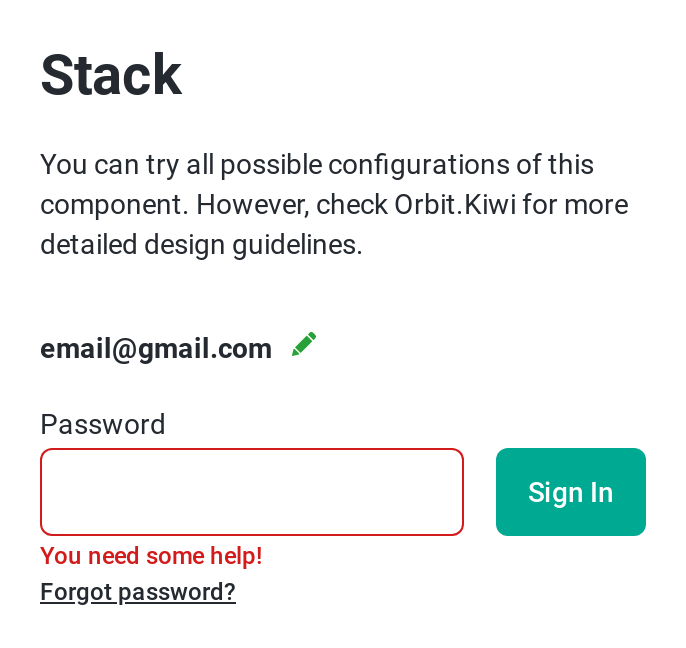 Stack
You can try all possible configurations of this
component. However, check Orbit.Kiwi for more
detailed design guidelines.
email@gmail.com
Password
Sign In
You need some help!
Forgot password?